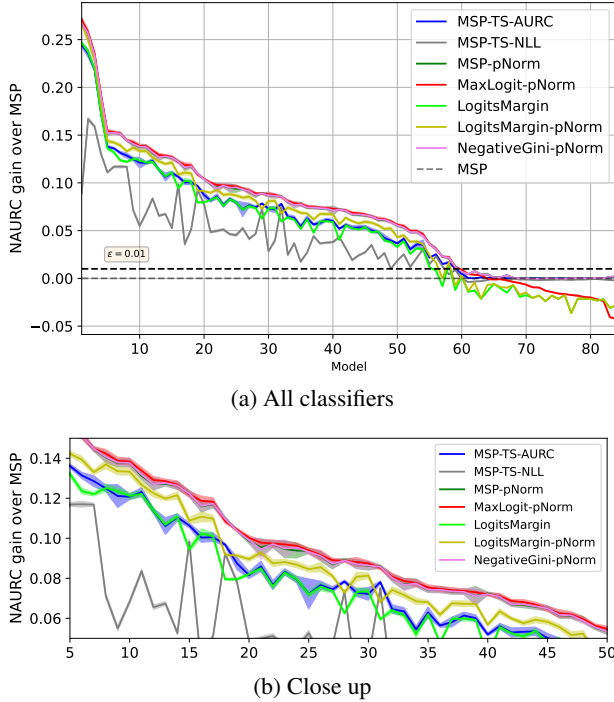 NAURC gain over MSP
0.25
0.20
0.15
0.10
0.05
0.00
−0.05
ε = 0.01
MSP-TS-AURC
MSP-TS-NLL
MSP-pNorm
MaxLogit-pNorm
LogitsMargin
LogitsMargin-pNorm
NegativeGini-pNorm
MSP
10 20 30 40 50 60 70 80
Model
(a) All classifiers
NAURC gain over MSP
0.14
0.12
0.10
0.08
0.06
MSP-TS-AURC
MSP-TS-NLL
MSP-pNorm
MaxLogit-pNorm
LogitsMargin
LogitsMargin-pNorm
NegativeGini-pNorm
5 10 15 20 25 30 35 40 45 50
(b) Close up